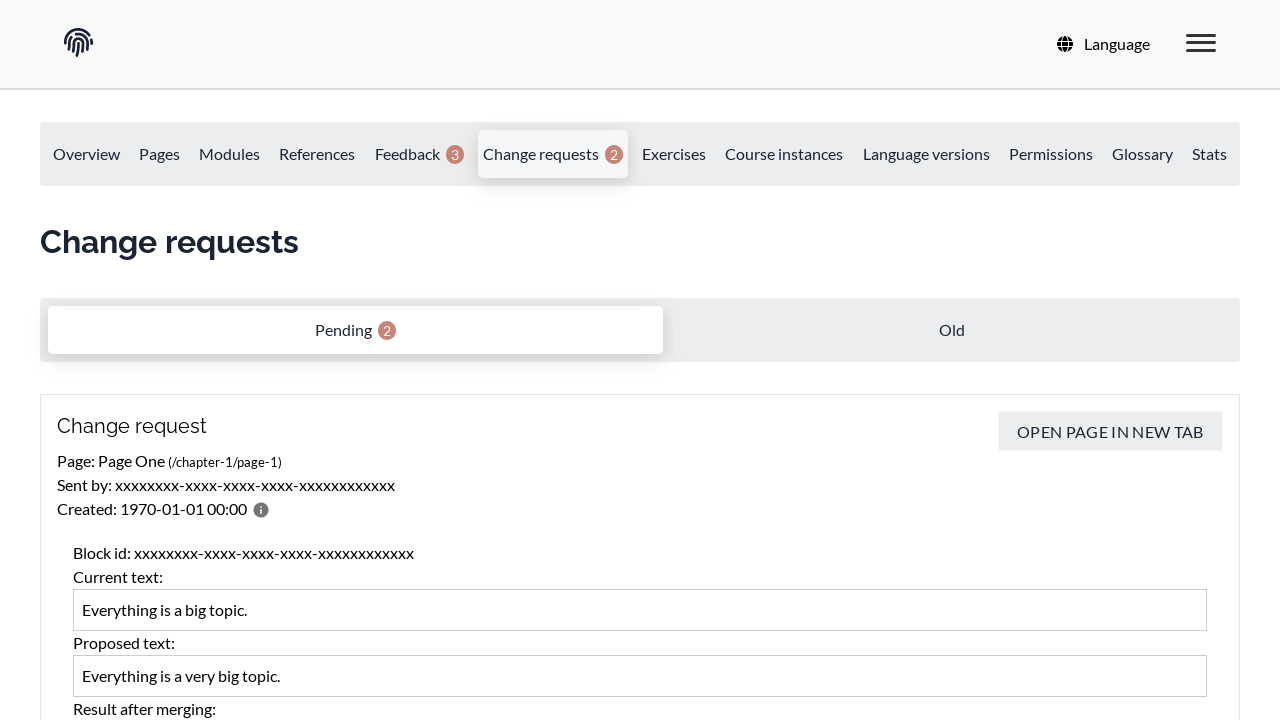 Language
Overview Pages Modules References Feedback 3 Change requests 2 Exercises Course instances Language versions Permissions Glossary Stats
Change requests
Pending 2 Old
Change request
OPEN PAGE IN NEW TAB
Page: Page One (/chapter-1/page-1)
Sent by: xxxxxxxx-xxxx-xxxx-xxxx-xxxxxxxxxxxx
Created: 1970-01-01 00:00
Block id: xxxxxxxx-xxxx-xxxx-xxxx-xxxxxxxxxxxx
Current text:
Everything is a big topic.
Proposed text:
Everything is a very big topic.
Result after merging: